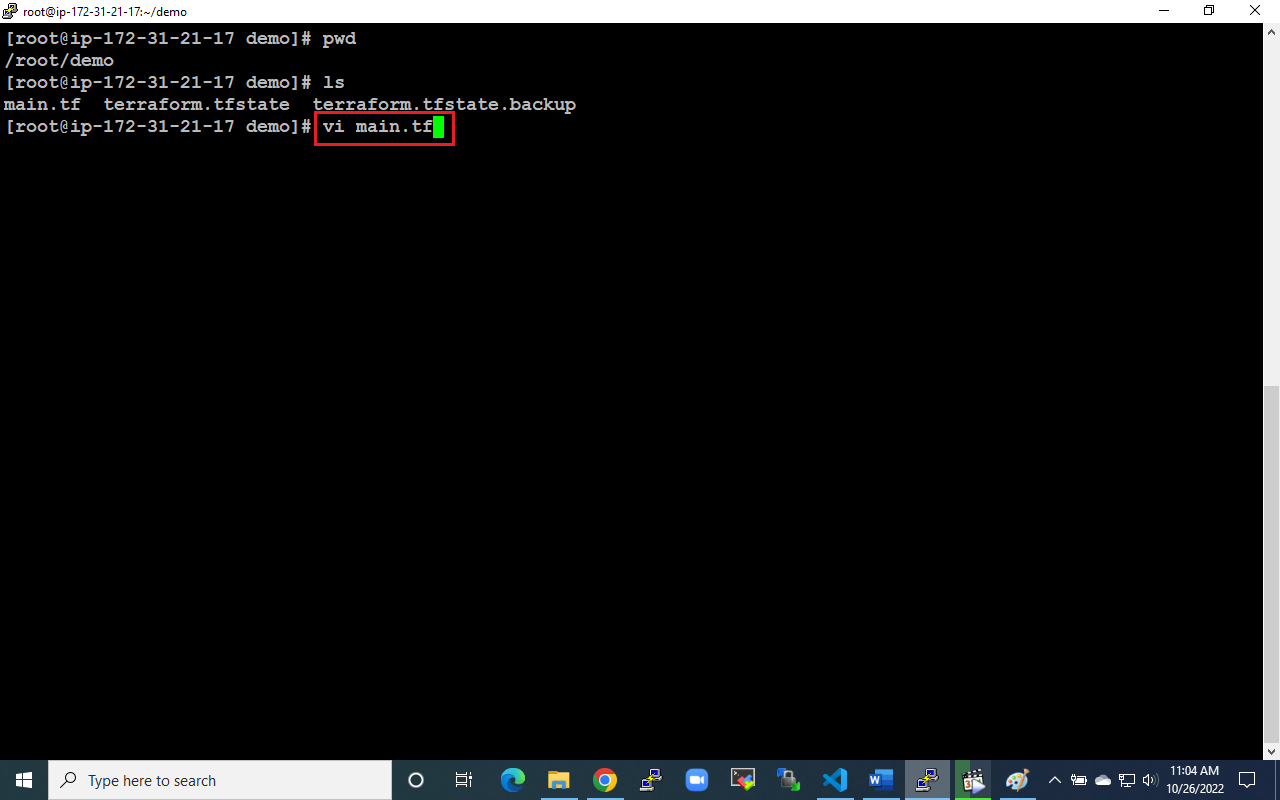 root@ip-172-31-21-17:~/demo
[root@ip-172-31-21-17 demo]# pwd
/root/demo
[root@ip-172-31-21-17 demo]# ls
main.tf  terraform.tfstate  terraform.tfstate.backup
[root@ip-172-31-21-17 demo]# vi main.tf
Type here to search
11:04 AM
10/26/2022